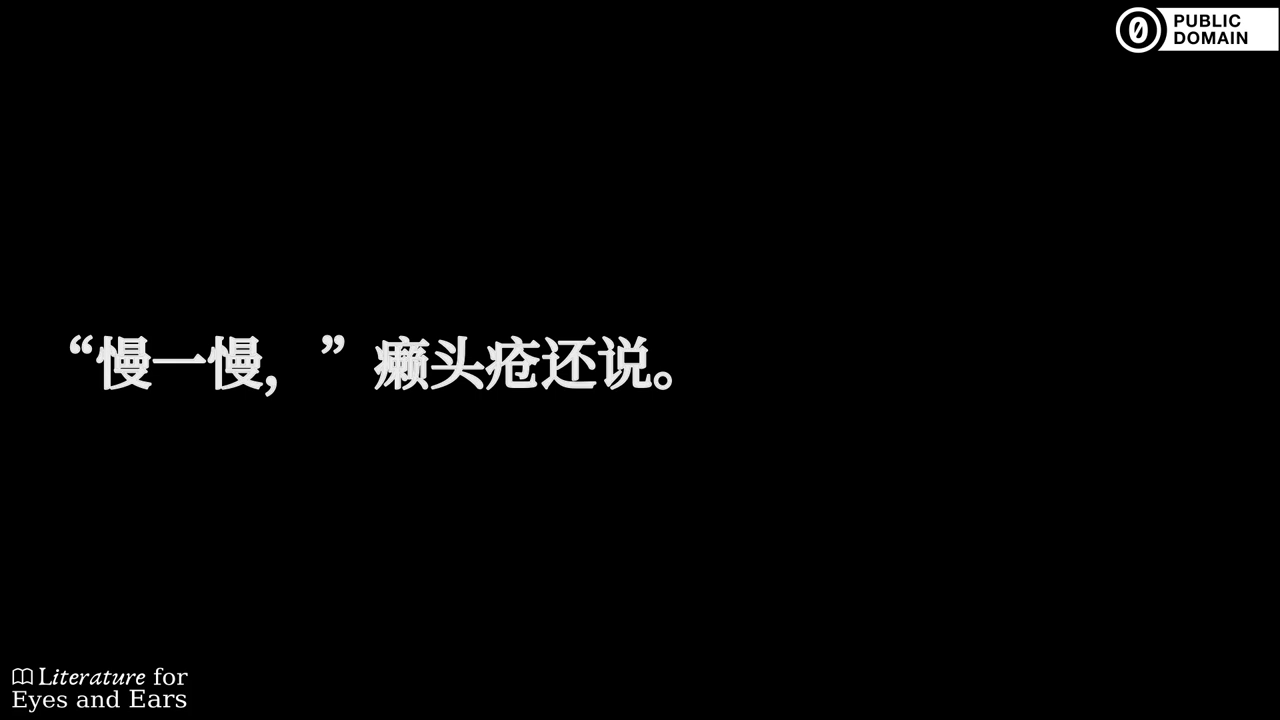 PUBLIC
DOMAIN
“慢一慢，”癞头疮还说。
Literature for
Eyes and Ears